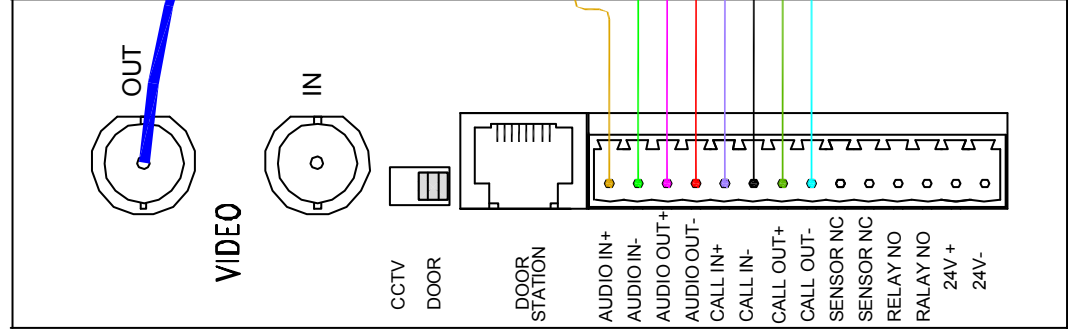 OUT
IN
VIDEO
CCTV
DOOR
DOOR
STATION
AUDIO IN+
AUDIO IN-
AUDIO OUT+
AUDIO OUT-
CALL IN+
CALL IN-
CALL OUT+
CALL OUT-
SENSOR NC
SENSOR NC
RELAY NO
RALAY NO
24V +
24V-